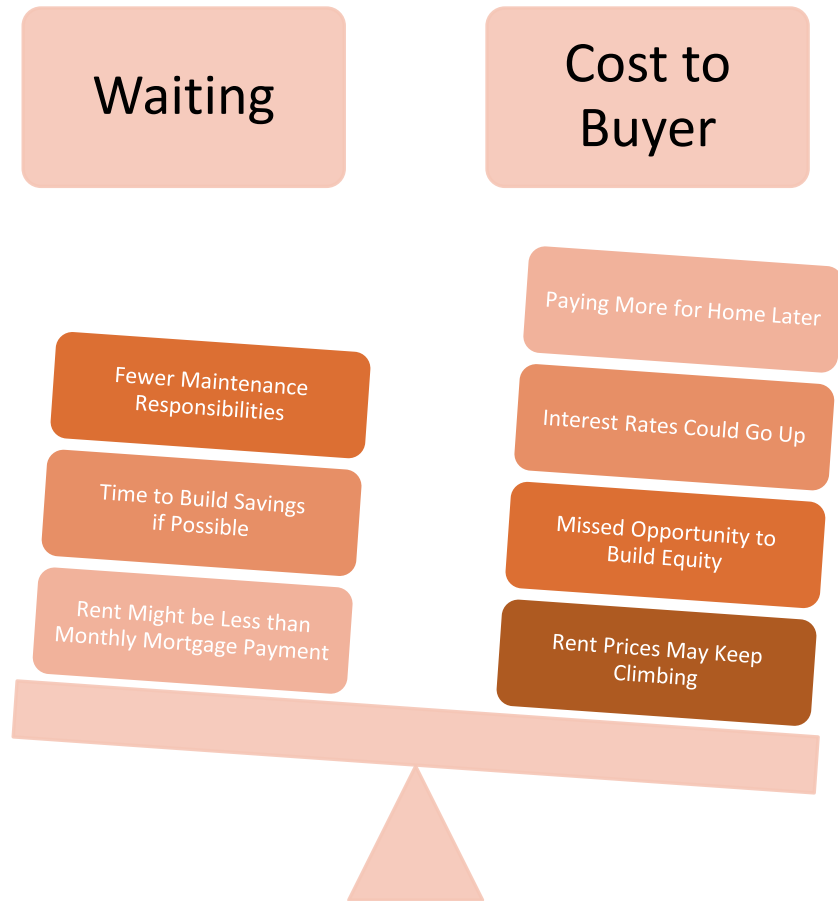 Waiting
Cost to
Buyer
Fewer Maintenance
Responsibilities
Time to Build Savings
if Possible
Rent Might be Less than
Monthly Mortgage Payment
Paying More for Home Later
Interest Rates Could Go Up
Missed Opportunity to
Build Equity
Rent Prices May Keep
Climbing